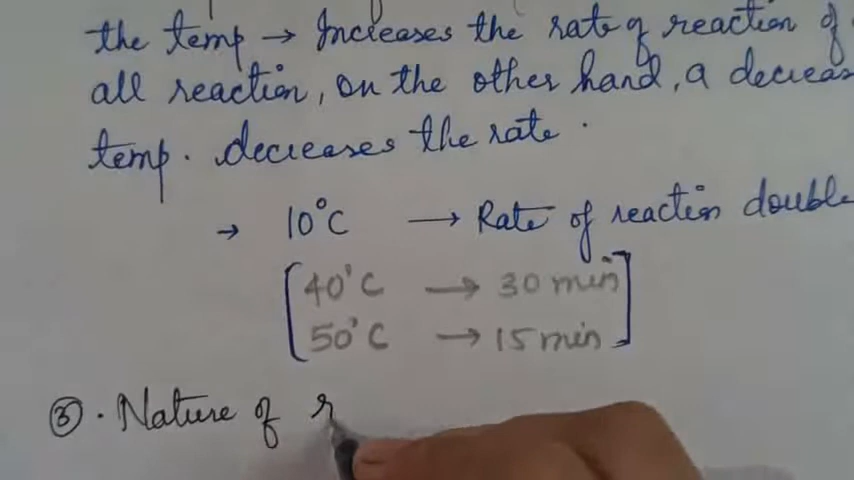 the temp → Increases the rate of reaction of
all reaction, on the other hand, a decreas
temp. decreases the rate.
→ 10°C → Rate of reaction double
[40°C → 30 min
50°C → 15 min]
③. Nature of r